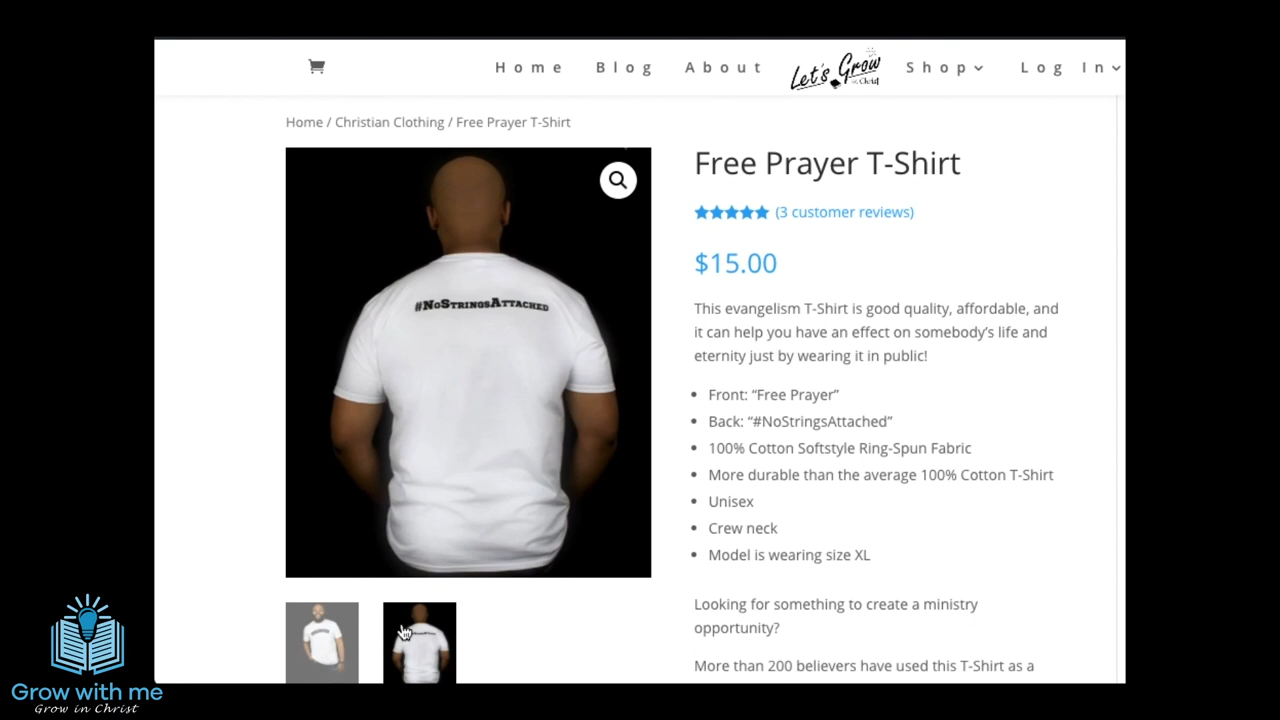 Home Blog About Let's Grow in Christ Shop Log In
Home / Christian Clothing / Free Prayer T-Shirt
#NoStringsAttached
Free Prayer T-Shirt
(3 customer reviews)
$15.00
This evangelism T-Shirt is good quality, affordable, and
it can help you have an effect on somebody’s life and
eternity just by wearing it in public!
Front: “Free Prayer”
Back: “#NoStringsAttached”
100% Cotton Softstyle Ring-Spun Fabric
More durable than the average 100% Cotton T-Shirt
Unisex
Crew neck
Model is wearing size XL
Looking for something to create a ministry
opportunity?
More than 200 believers have used this T-Shirt as a
Grow with me
Grow in Christ